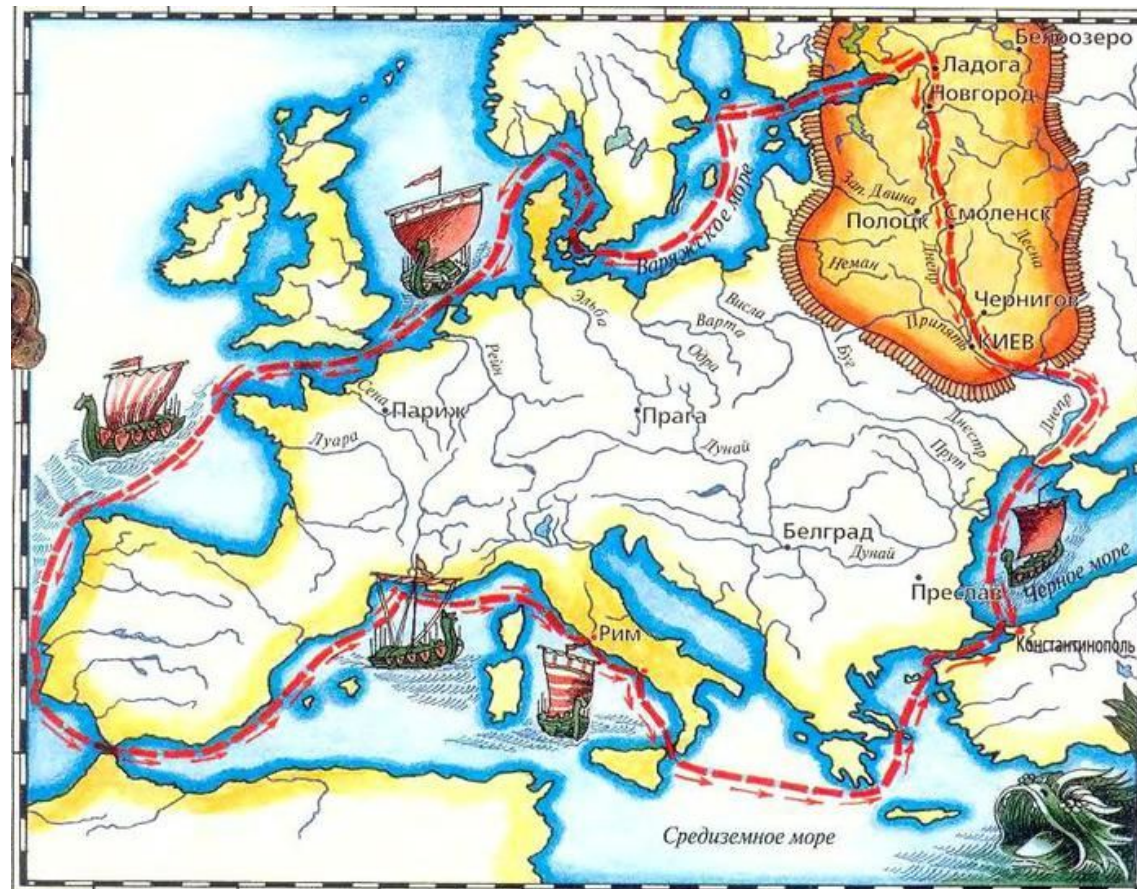 Белоозеро
Ладога
Новгород
Зап. Двина
Полоцк
Смоленск
Десна
Днепр
Неман
Варяжское море
Чернигов
Припять
КИЕВ
Эльба
Висла
Варта
Одра
Буг
Рейн
Сена
Париж
Прага
Луара
Дунай
Днестр
Прут
Днепр
Белград
Дунай
Преслав
Черное море
Рим
Константинополь
Средиземное море